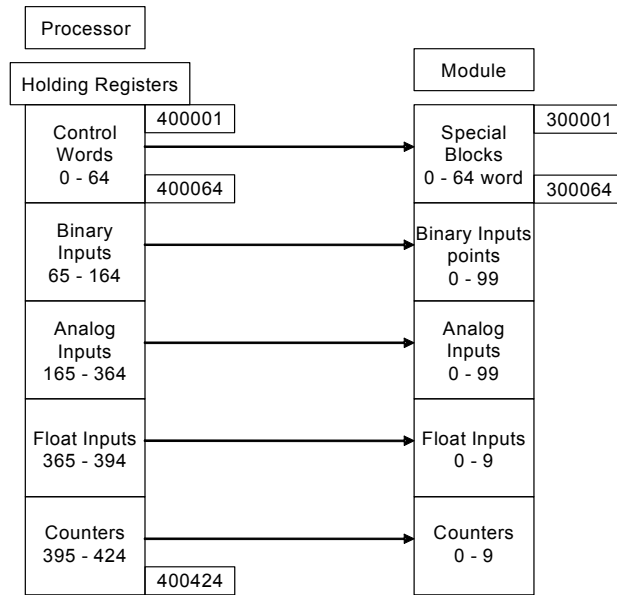 Processor
Holding Registers
Control
Words
0 - 64
400001
400064
Binary
Inputs
65 - 164
Analog
Inputs
165 - 364
Float Inputs
365 - 394
Counters
395 - 424
400424
Module
Special
Blocks
0 - 64 word
300001
300064
Binary Inputs
points
0 - 99
Analog
Inputs
0 - 99
Float Inputs
0 - 9
Counters
0 - 9